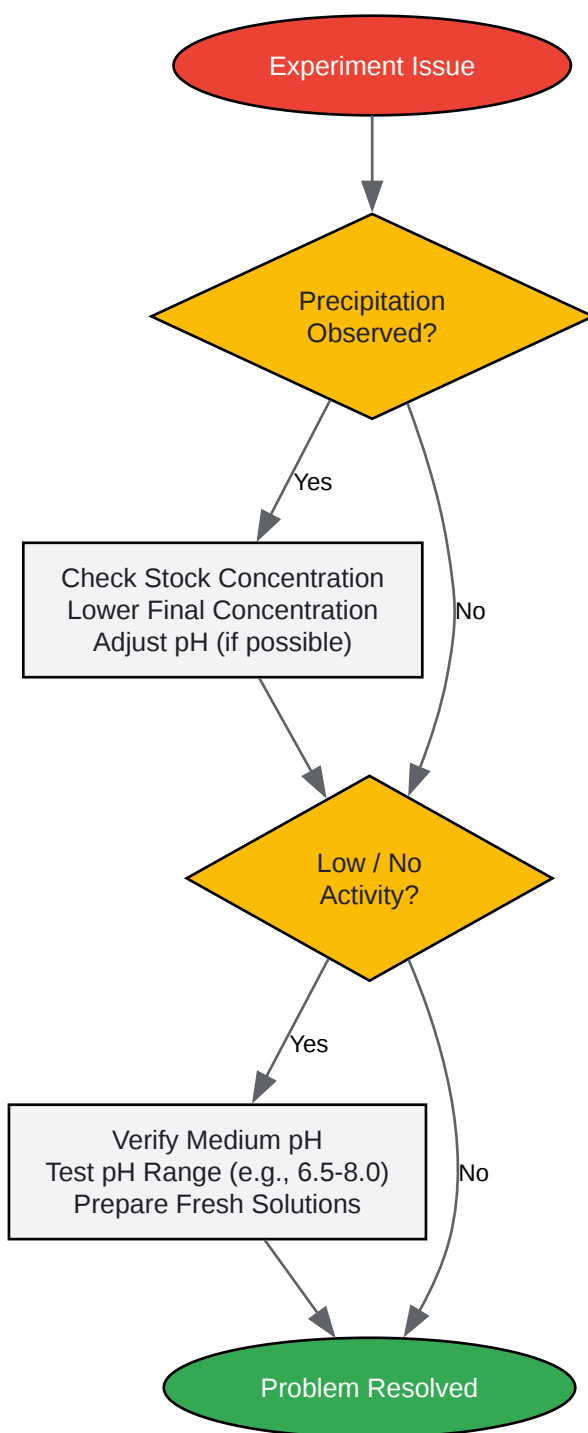 Experiment Issue
Precipitation
Observed?
Yes
Check Stock Concentration
Lower Final Concentration
Adjust pH (if possible)
No
Low / No
Activity?
Yes
Verify Medium pH
Test pH Range (e.g., 6.5-8.0)
Prepare Fresh Solutions
No
Problem Resolved